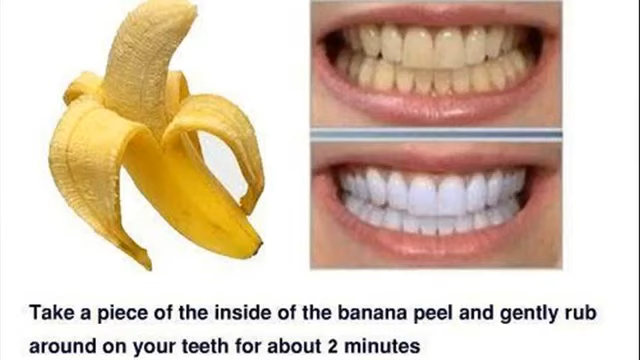 Take a piece of the inside of the banana peel and gently rub
around on your teeth for about 2 minutes